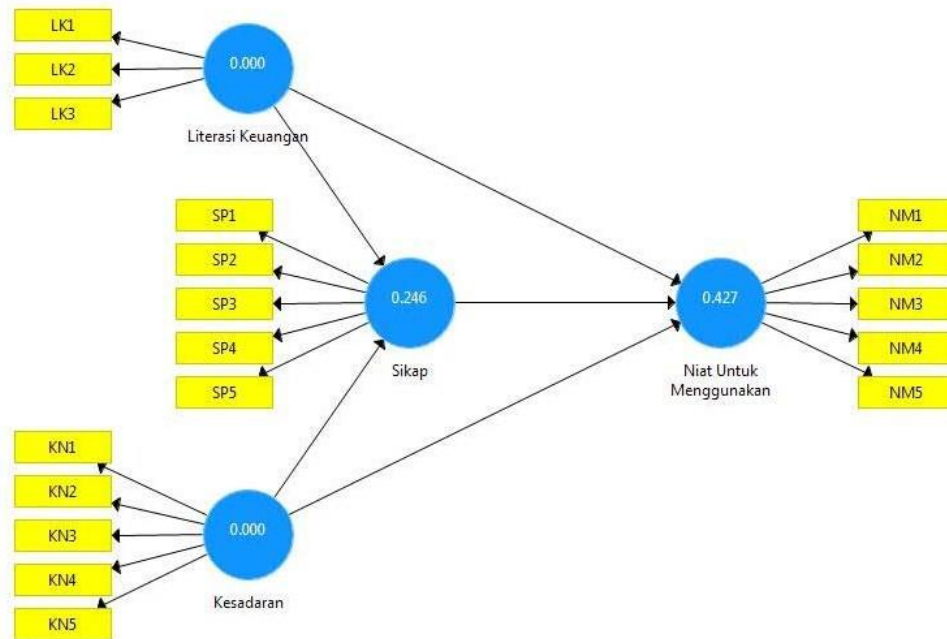 LK1
LK2
LK3
0.000
Literasi Keuangan
SP1
SP2
SP3
SP4
SP5
0.246
Sikap
0.427
Niat Untuk
Menggunakan
NM1
NM2
NM3
NM4
NM5
KN1
KN2
KN3
KN4
KN5
0.000
Kesadaran